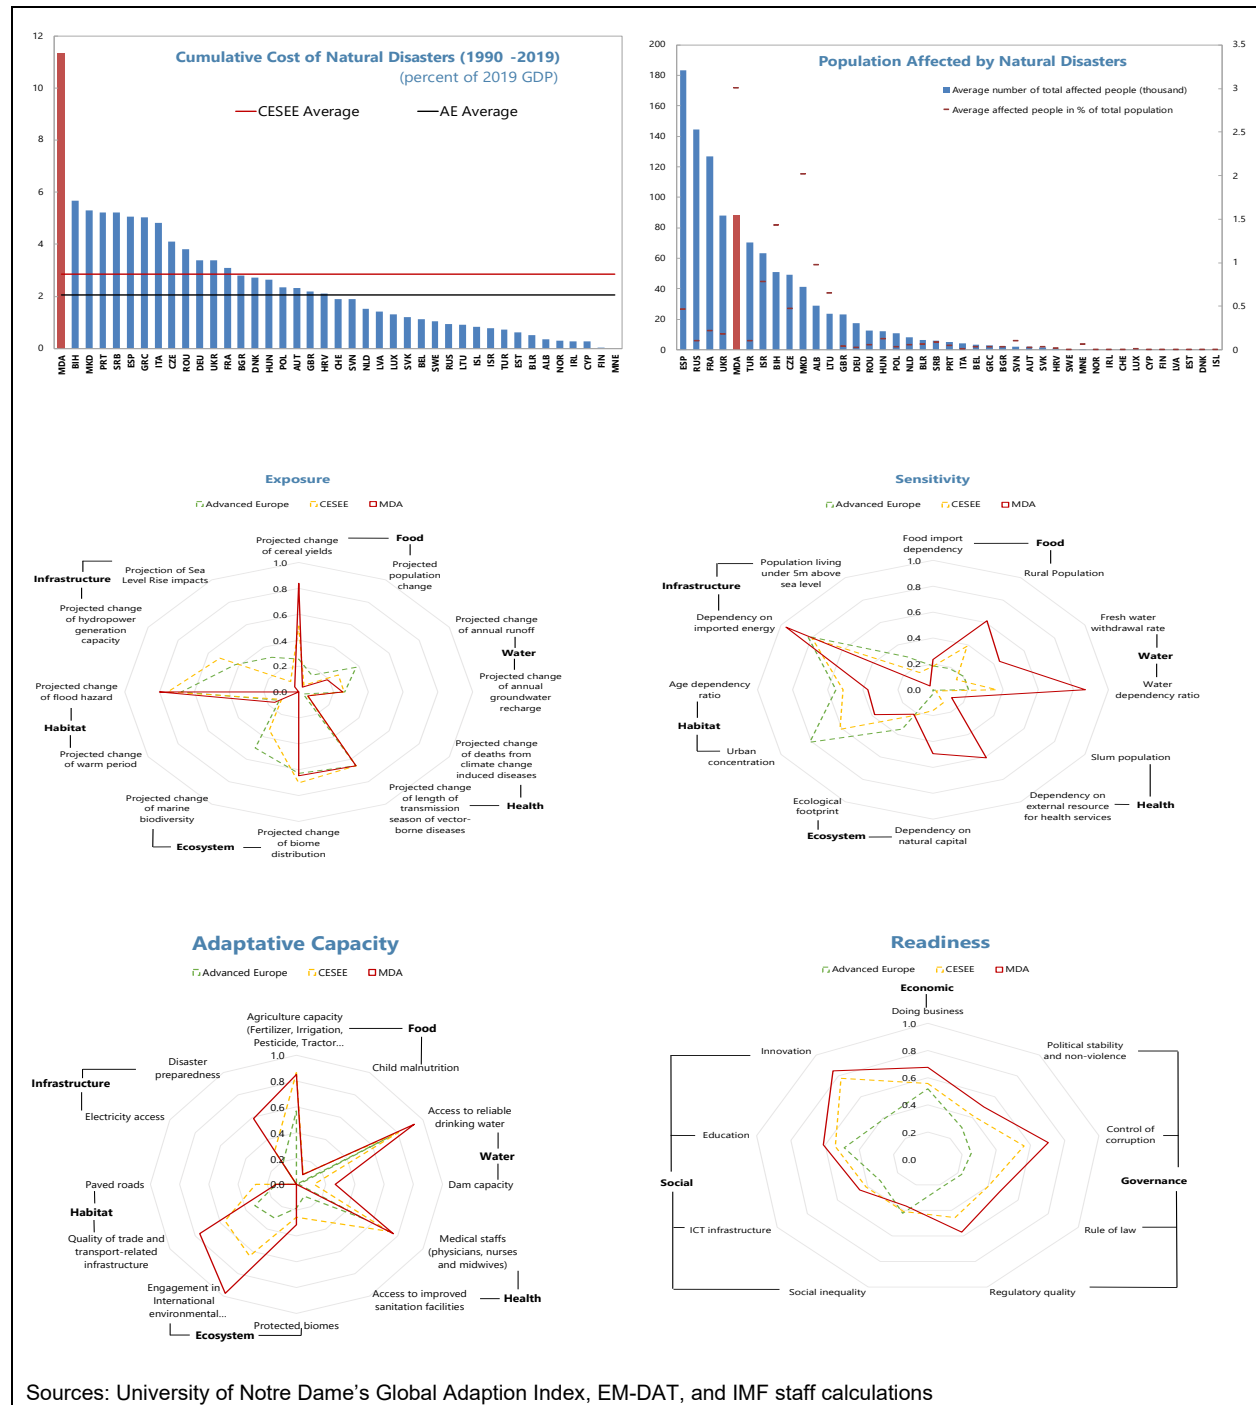 Cumulative Cost of Natural Disasters (1990 -2019)
(percent of 2019 GDP)
CESEE Average
AE Average
12
10
8
6
4
2
0
MDA BIH MKD PRT SRB ESP GRC ITA CZE ROU DEU UKR FRA BGR DNK HUN POL AUT GBR HRV CHE SVN NLD LVA LUX SVK BEL SWE RUS LTU ISL ISR TUR EST BLR ALB NOR IRL CYP FIN MNE
Population Affected by Natural Disasters
Average number of total affected people (thousand)
Average affected people in % of total population
200
180
160
140
120
100
80
60
40
20
0
3.5
3
2.5
2
1.5
1
0.5
0
ESP RUS FRA UKR MDA TUR ISR BIH CZE MKD ALB LTU GBR DEU ROU HUN POL NLD BLR SRB PRT ITA BEL GRC BGR SVN AUT SVK HRV SWE MNE NOR IRL CHE LUX CYP FIN LVA EST DNK ISL
Exposure
Advanced Europe CESEE MDA
Projected change
of cereal yields
Food
Projected
population
change
Projected change
of annual runoff
Water
Projected change
of annual
groundwater
recharge
Projected change
of deaths from
climate change
induced diseases
Health
Projected change
of length of
transmission
season of vector-
borne diseases
Projected change
of biome
distribution
Ecosystem
Projected change
of marine
biodiversity
Projected change
of warm period
Habitat
Projected change
of flood hazard
Projected change
of hydropower
generation
capacity
Infrastructure
Projection of Sea
Level Rise impacts
1.0
0.8
0.6
0.4
0.2
0.0
Sensitivity
Advanced Europe CESEE MDA
Food import
dependency
Food
Rural Population
Fresh water
withdrawal rate
Water
Water
dependency ratio
Slum population
Health
Dependency on
external resource
for health services
Dependency on
natural capital
Ecosystem
Ecological
footprint
Urban
concentration
Habitat
Age dependency
ratio
Dependency on
imported energy
Infrastructure
Population living
under 5m above
sea level
1.0
0.8
0.6
0.4
0.2
0.0
Adaptative Capacity
Advanced Europe CESEE MDA
Agriculture capacity
(Fertilizer, Irrigation,
Pesticide, Tractor...
Food
Child malnutrition
Access to reliable
drinking water
Water
Dam capacity
Medical staffs
(physicians, nurses
and midwives)
Health
Access to improved
sanitation facilities
Protected biomes
Ecosystem
Engagement in
International
environmental...
Quality of trade and
transport-related
infrastructure
Habitat
Paved roads
Electricity access
Infrastructure
Disaster
preparedness
1.0
0.8
0.6
0.4
0.2
0.0
Readiness
Advanced Europe CESEE MDA
Economic
Doing business
Political stability
and non-violence
Control of
corruption
Governance
Rule of law
Regulatory quality
Social inequality
ICT infrastructure
Social
Education
Innovation
1.0
0.8
0.6
0.4
0.2
0.0
Sources: University of Notre Dame's Global Adaption Index, EM-DAT, and IMF staff calculations